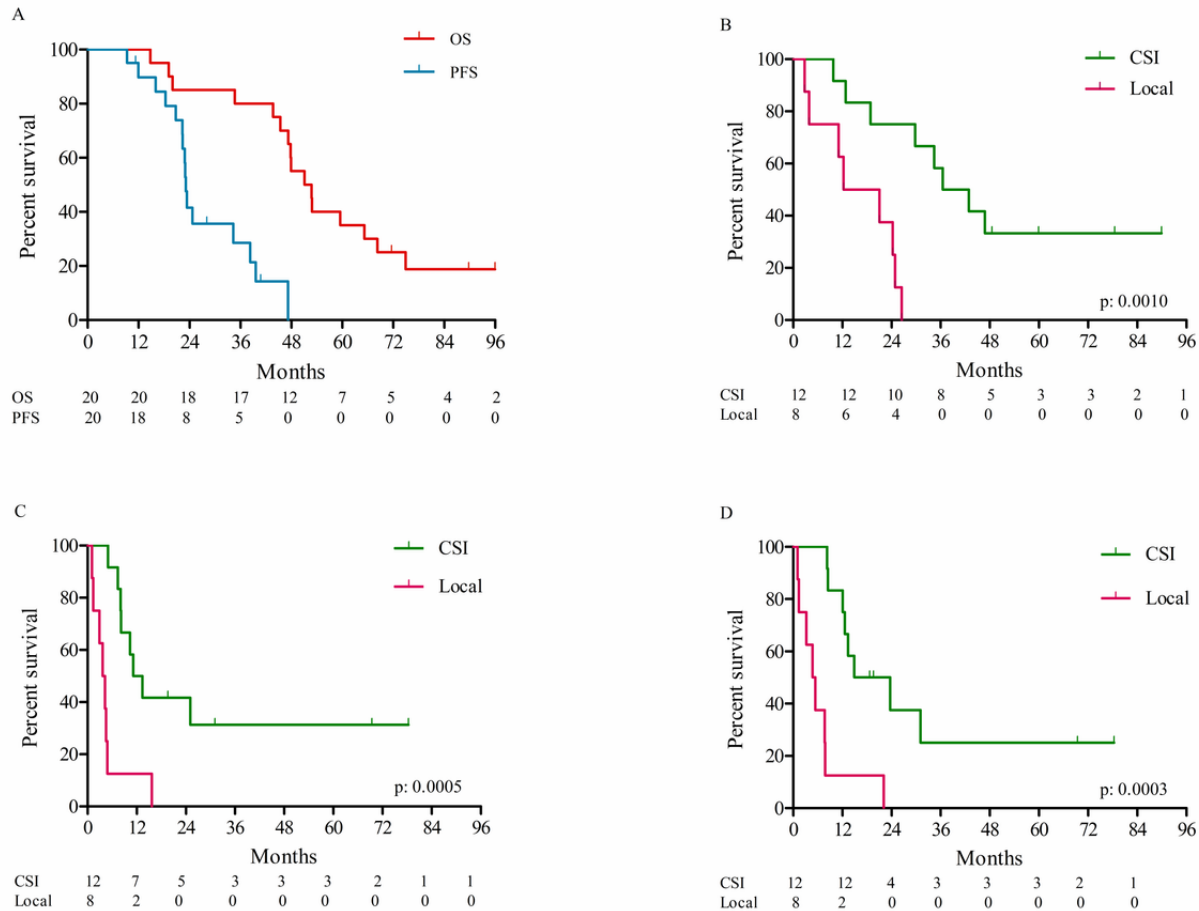 A
OS
PFS
100
80
60
40
20
0
Percent survival
0 12 24 36 48 60 72 84 96
Months
OS 20 20 18 17 12 7 5 4 2
PFS 20 18 8 5 0 0 0 0 0
B
CSI
Local
100
80
60
40
20
0
Percent survival
p: 0.0010
0 12 24 36 48 60 72 84 96
Months
CSI 12 12 10 8 5 3 3 2 1
Local 8 6 4 0 0 0 0 0 0
C
CSI
Local
100
80
60
40
20
0
Percent survival
p: 0.0005
0 12 24 36 48 60 72 84 96
Months
CSI 12 7 5 3 3 3 2 1 1
Local 8 2 0 0 0 0 0 0 0
D
CSI
Local
100
80
60
40
20
0
Percent survival
p: 0.0003
0 12 24 36 48 60 72 84 96
Months
CSI 12 12 4 3 3 3 2 1
Local 8 2 0 0 0 0 0 0